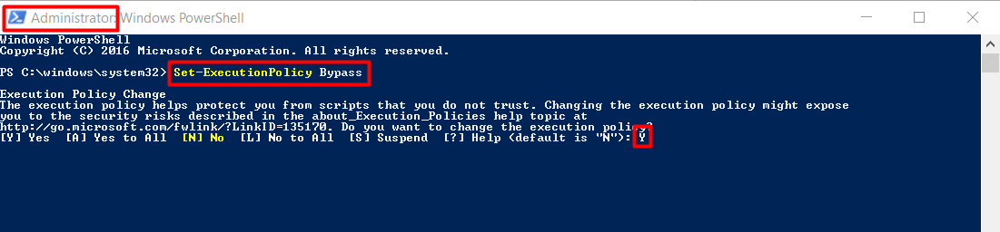 Administrator: Windows PowerShell
Windows PowerShell
Copyright (C) 2016 Microsoft Corporation. All rights reserved.
PS C:\windows\system32> Set-ExecutionPolicy Bypass
Execution Policy Change
The execution policy helps protect you from scripts that you do not trust. Changing the execution policy might expose
you to the security risks described in the about_Execution_Policies help topic at
http://go.microsoft.com/fwlink/?LinkID=135170. Do you want to change the execution policy?
[Y] Yes  [A] Yes to All  [N] No  [L] No to All  [S] Suspend  [?] Help (default is "N"): Y